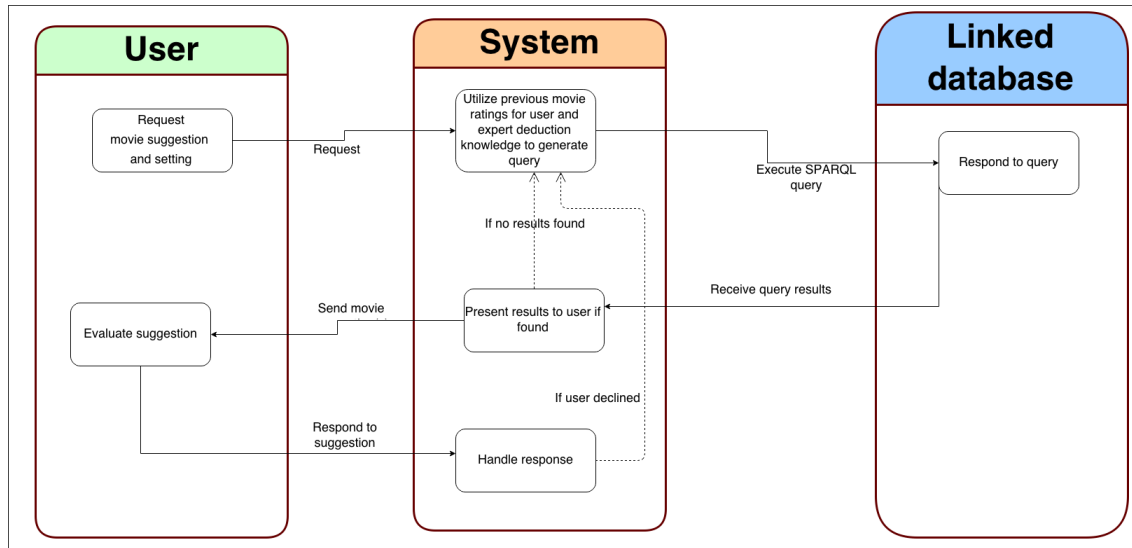 User
System
Linked
database
Request
movie suggestion
and setting
Request
Utilize previous movie
ratings for user and
expert deduction
knowledge to generate
query
Execute SPARQL
query
Respond to query
If no results found
Receive query results
Present results to user if
found
Send movie
Evaluate suggestion
If user declined
Respond to
suggestion
Handle response